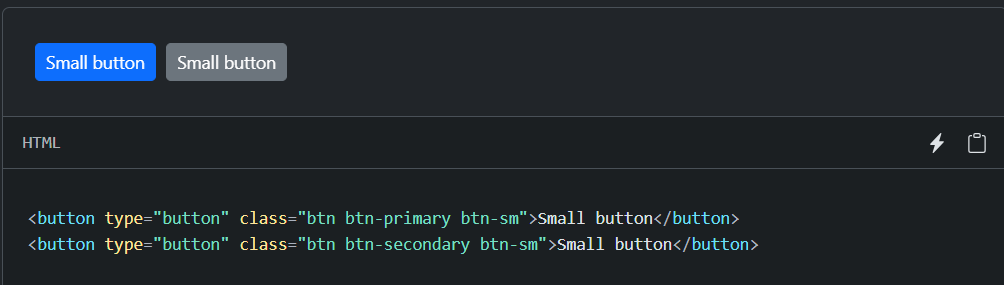 Small button Small button
HTML
<button type="button" class="btn btn-primary btn-sm">Small button</button>
<button type="button" class="btn btn-secondary btn-sm">Small button</button>